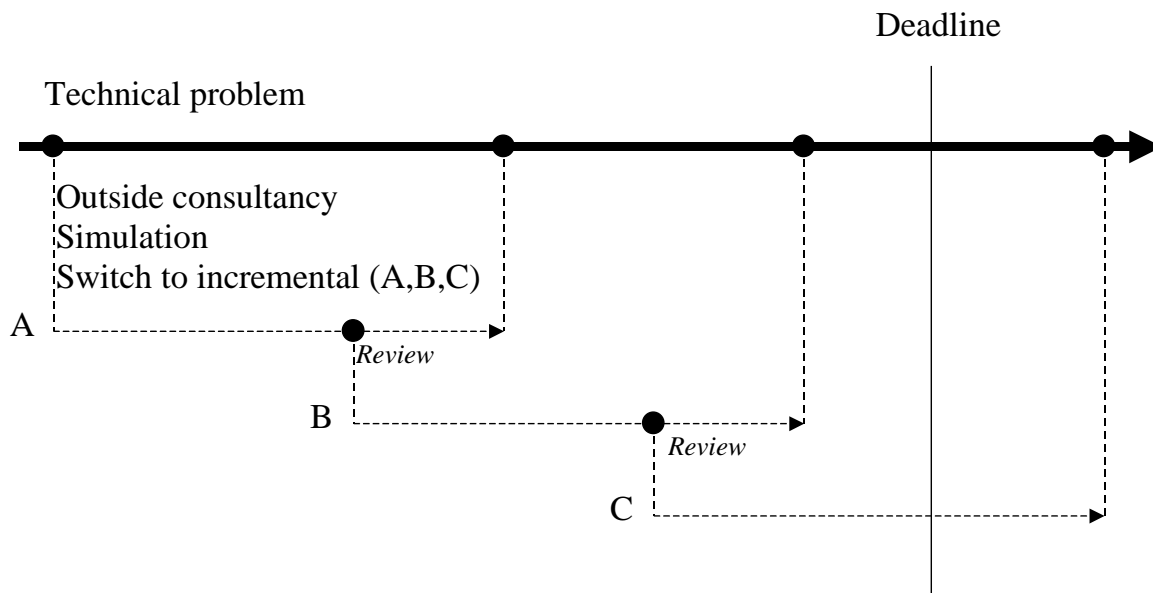 Deadline
Technical problem
Outside consultancy
Simulation
Switch to incremental (A,B,C)
A
Review
B
Review
C